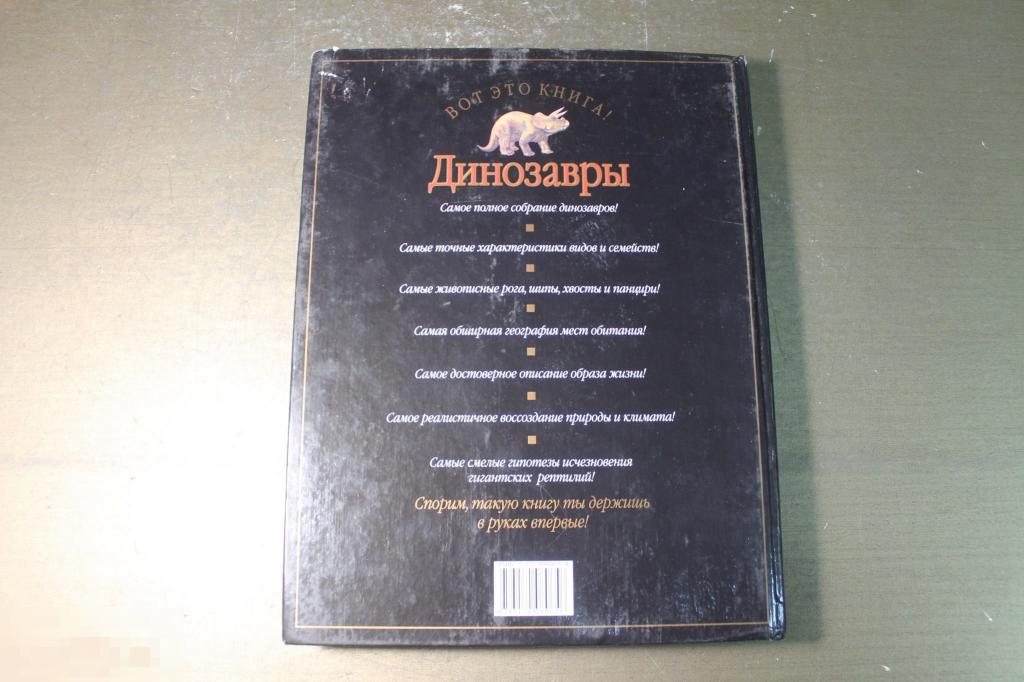 ВОТ ЭТО КНИГА!
Динозавры
Самое полное собрание динозавров!
Самые точные характеристики видов и семейств!
Самые живописные рога, шипы, хвосты и панцири!
Самая обширная география мест обитания!
Самое достоверное описание образа жизни!
Самое реалистичное воссоздание природы и климата!
Самые смелые гипотезы исчезновения
гигантских рептилий!
Спорим, такую книгу ты держишь
в руках впервые!